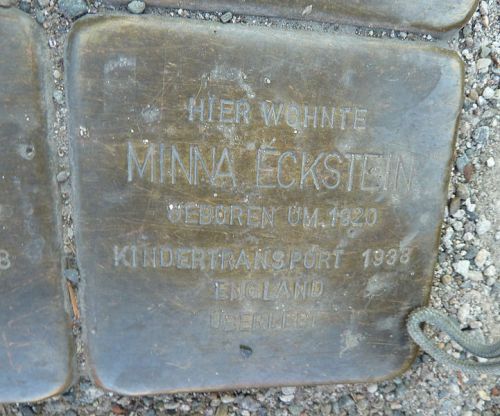 HIER WOHNTE
MINNA ECKSTEIN
GEBOREN UM 1920
KINDERTRANSPORT 1938
ENGLAND
ÜBERLEBT